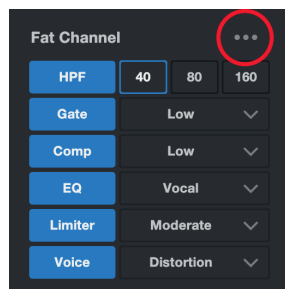 Fat Channel
HPF 40 80 160
Gate Low
Comp Low
EQ Vocal
Limiter Moderate
Voice Distortion